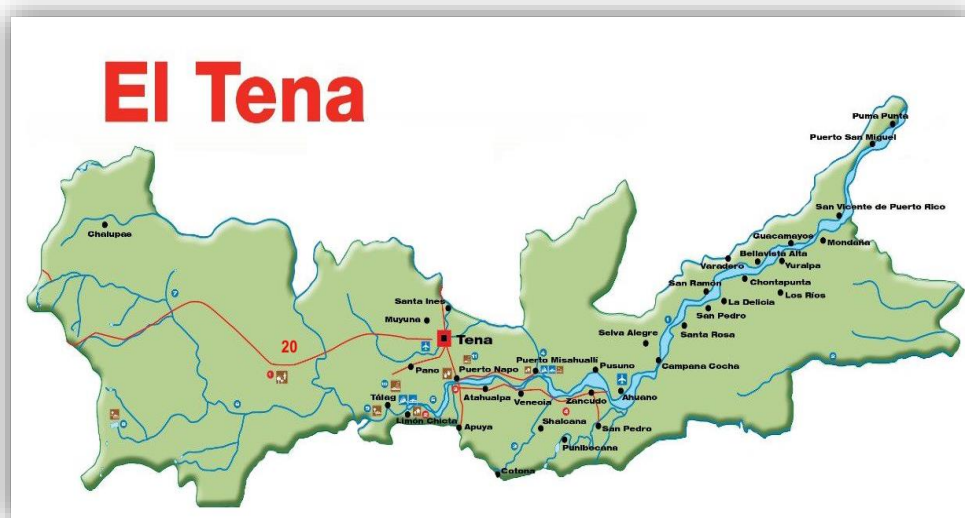 El Tena
Puma Punta
Puerto San Miguel
San Vicente de Puerto Rico
Chalupas
Guacamayos
Mondaña
Bellavista Alta
Varadero
Yuralpa
Chontapunta
San Ramón
Los Ríos
La Delicia
Santa Ines
San Pedro
Muyuna
Santa Rosa
Selva Alegre
Tena
20
Puerto Misahuallí
Campana Cocha
Pano
Puerto Napo
Pusuno
Tálag
Atahualpa
Venecia
Zancudo
Ahuano
Limón Chicta
Apuya
Shalcana
San Pedro
Punibocana
Cotona